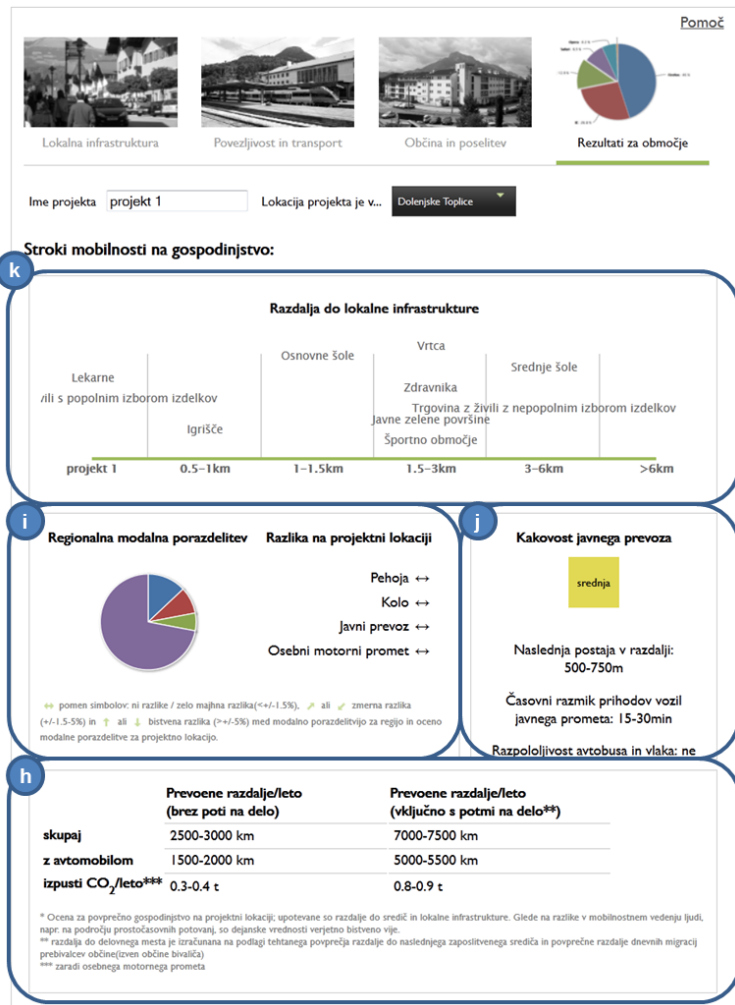 Pomoč
Lokalna infrastruktura
Povezljivost in transport
Občina in poselitev
Rezultati za območje
Ime projekta projekt 1 Lokacija projekta je v... Dolenjske Toplice
Stroki mobilnosti na gospodinjstvo:
k
Razdalja do lokalne infrastrukture
Vrtca
Osnovne šole
Srednje šole
Lekarne
Zdravnika
ʼili s popolnim izborom izdelkov
Trgovina z živili z nepopolnim izborom izdelkov
Javne zelene površine
Igrišče
Športno območje
projekt 1 0.5–1km 1–1.5km 1.5–3km 3–6km >6km
i
Regionalna modalna porazdelitev
Razlika na projektni lokaciji
Pehoja ↔
Kolo ↔
Javni prevoz ↔
Osebni motorni promet ↔
↔ pomen simbolov: ni razlike / zelo majhna razlika(<+/-1.5%), ↗ ali ↙ zmerna razlika
(+/-1.5-5%) in ↑ ali ↓ bistvena razlika (>+/-5%) med modalno porazdelitvijo za regijo in oceno
modalne porazdelitve za projektno lokacijo.
j
Kakovost javnega prevoza
srednja
Naslednja postaja v razdalji:
500-750m
Časovni razmik prihodov vozil
javnega prometa: 15-30min
Razpololjivost avtobusa in vlaka: ne
h
Prevoene razdalje/leto
(brez poti na delo)
Prevoene razdalje/leto
(vključno s potmi na delo**)
skupaj 2500-3000 km 7000-7500 km
z avtomobilom 1500-2000 km 5000-5500 km
izpusti CO2/leto*** 0.3-0.4 t 0.8-0.9 t
* Ocena za povprečno gospodinjstvo na projektni lokaciji; upotevane so razdalje do središč in lokalne infrastrukture. Glede na razlike v mobilnostnem vedenju ljudi,
napr. na področju prostočasovnih potovanj, so dejanske vrednosti verjetno bistveno vije.
** razdalja do delovnega mesta je izračunana na podlagi tehtanega povprečja razdalje do naslednjega zaposlitvenega središča in povprečne razdalje dnevnih migracij
prebivalcev občine(izven občine bivališča)
*** zaradi osebnega motornega prometa